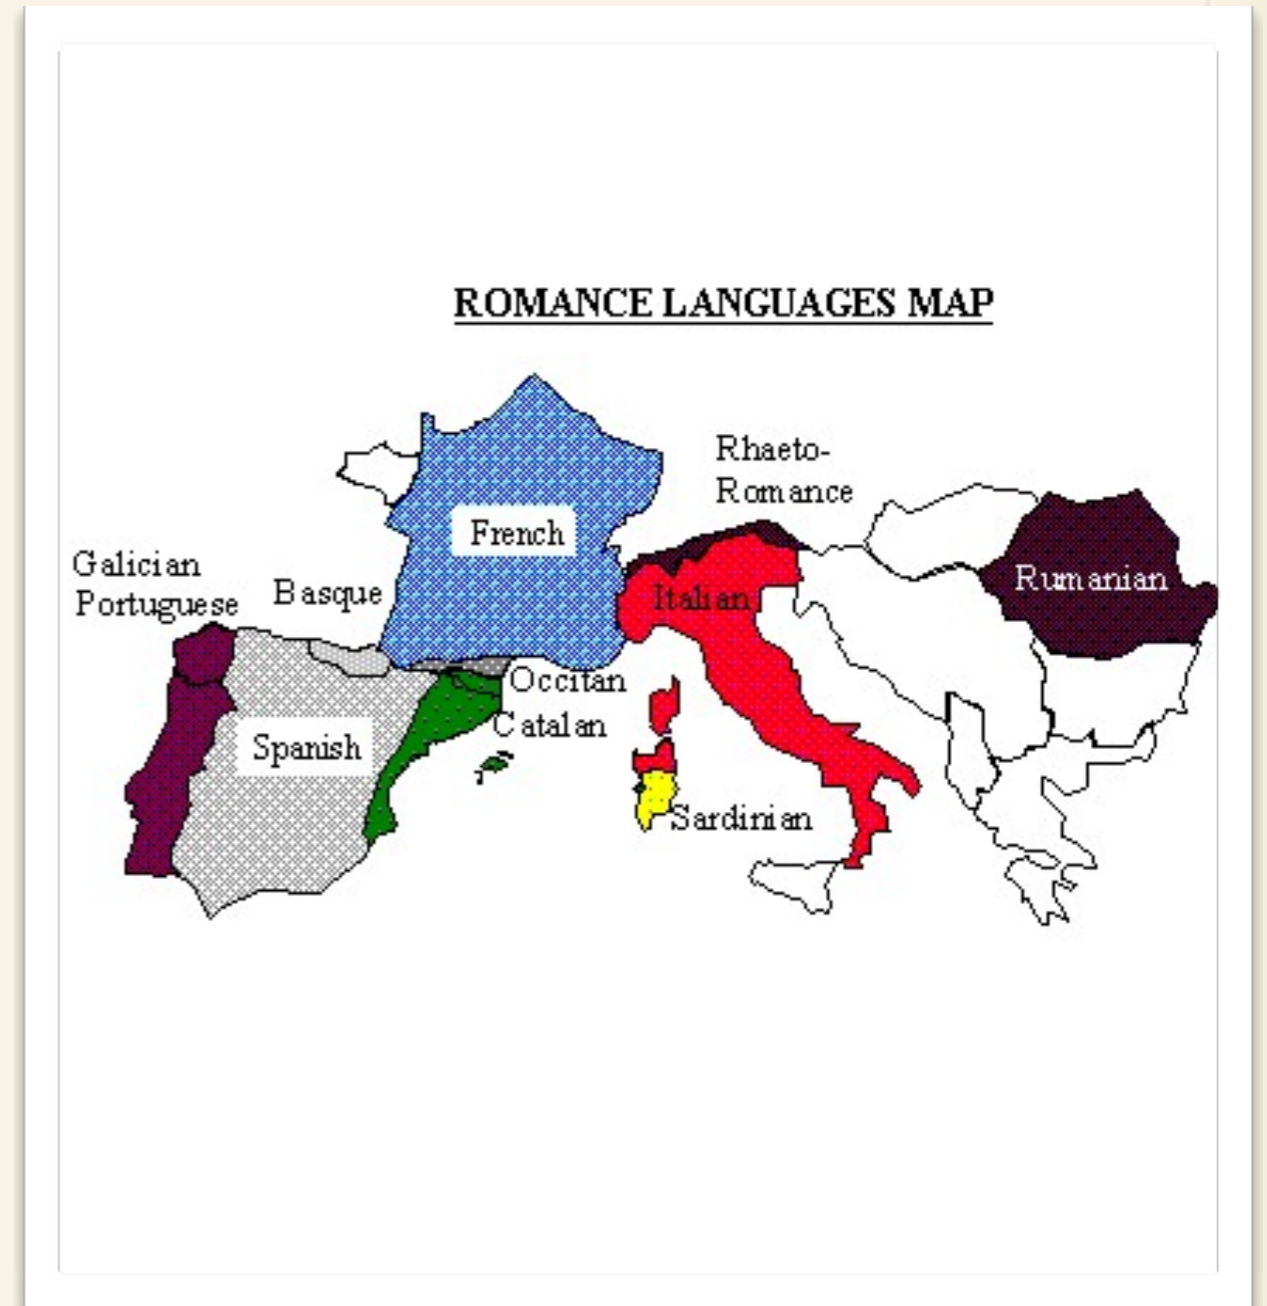 ROMANCE LANGUAGES MAP
Rhaeto-
Romance
French
Galician
Portuguese
Basque
Italian
Rumanian
Occitan
Catalan
Spanish
Sardinian